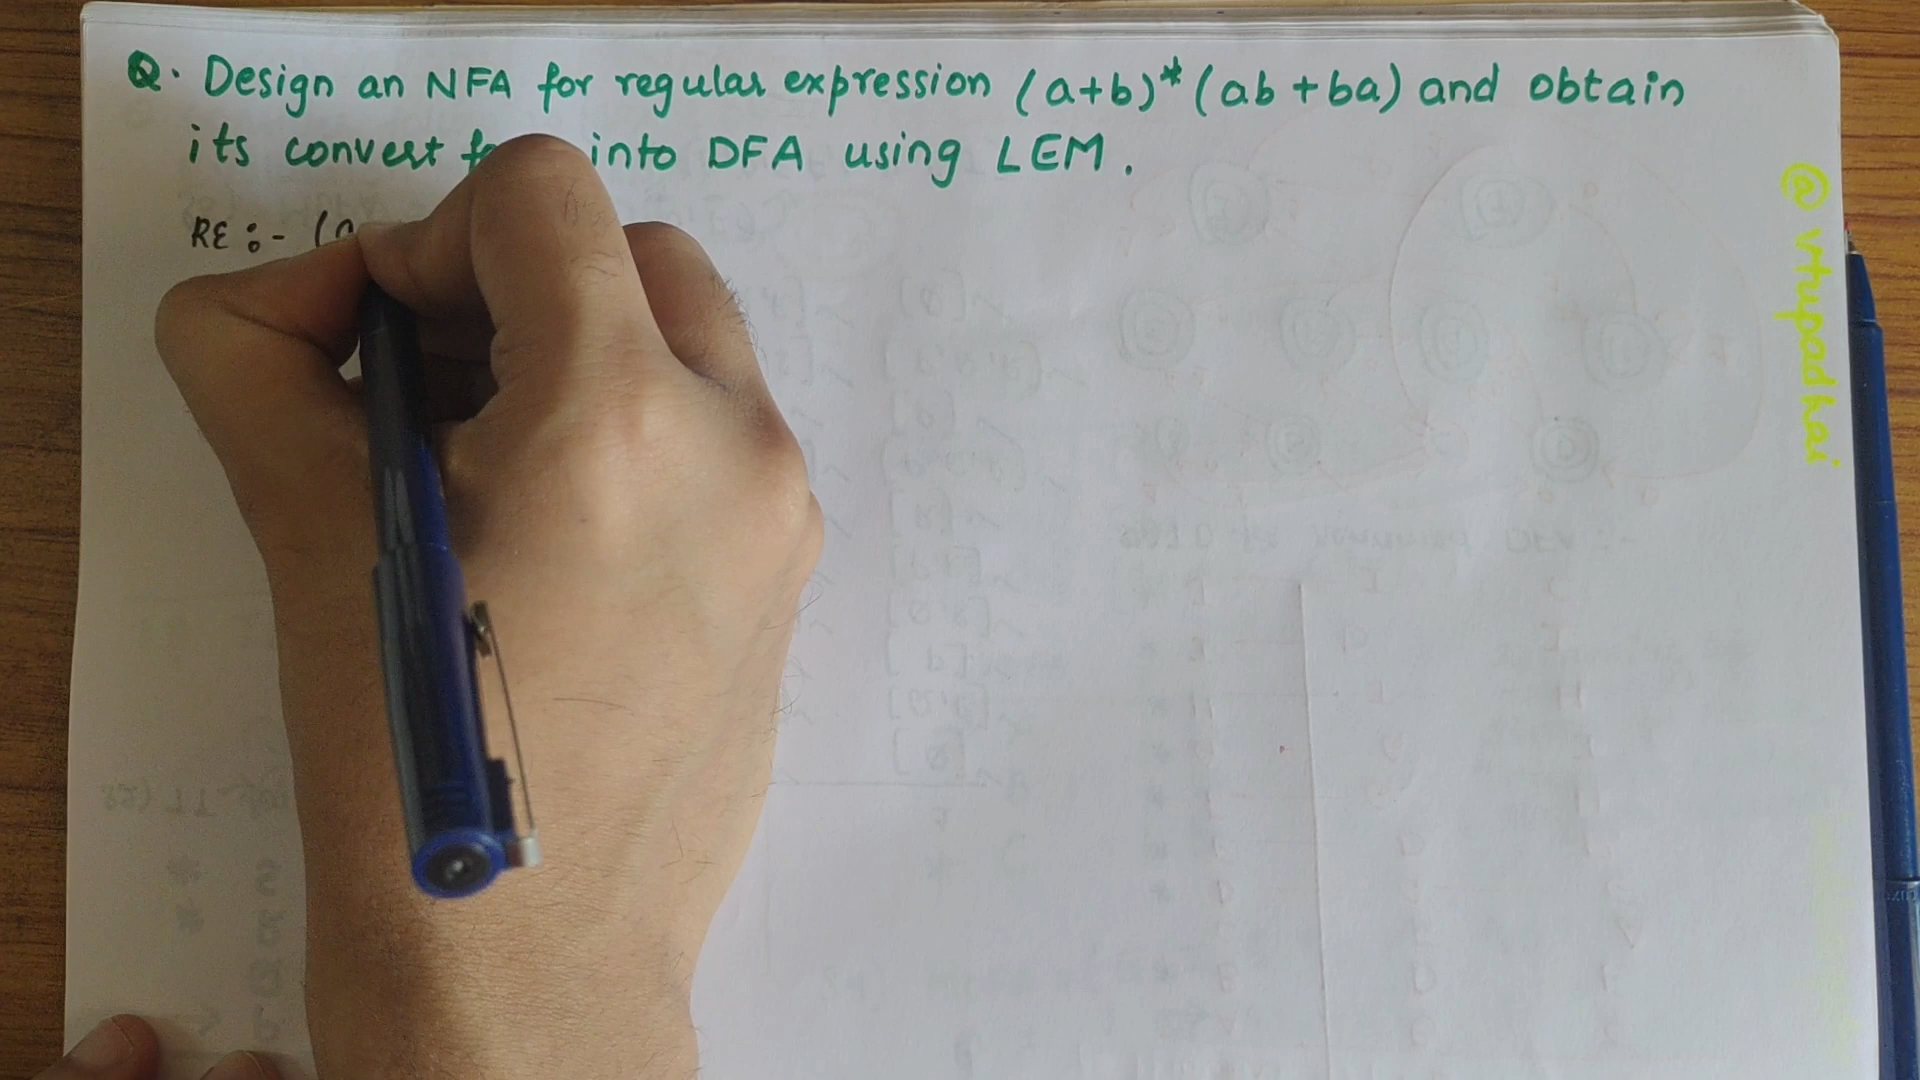 Q. Design an NFA for regular expression (a+b)*(ab+ba) and obtain
its convert into DFA using LEM.
RE :- (a
@vtupadhai